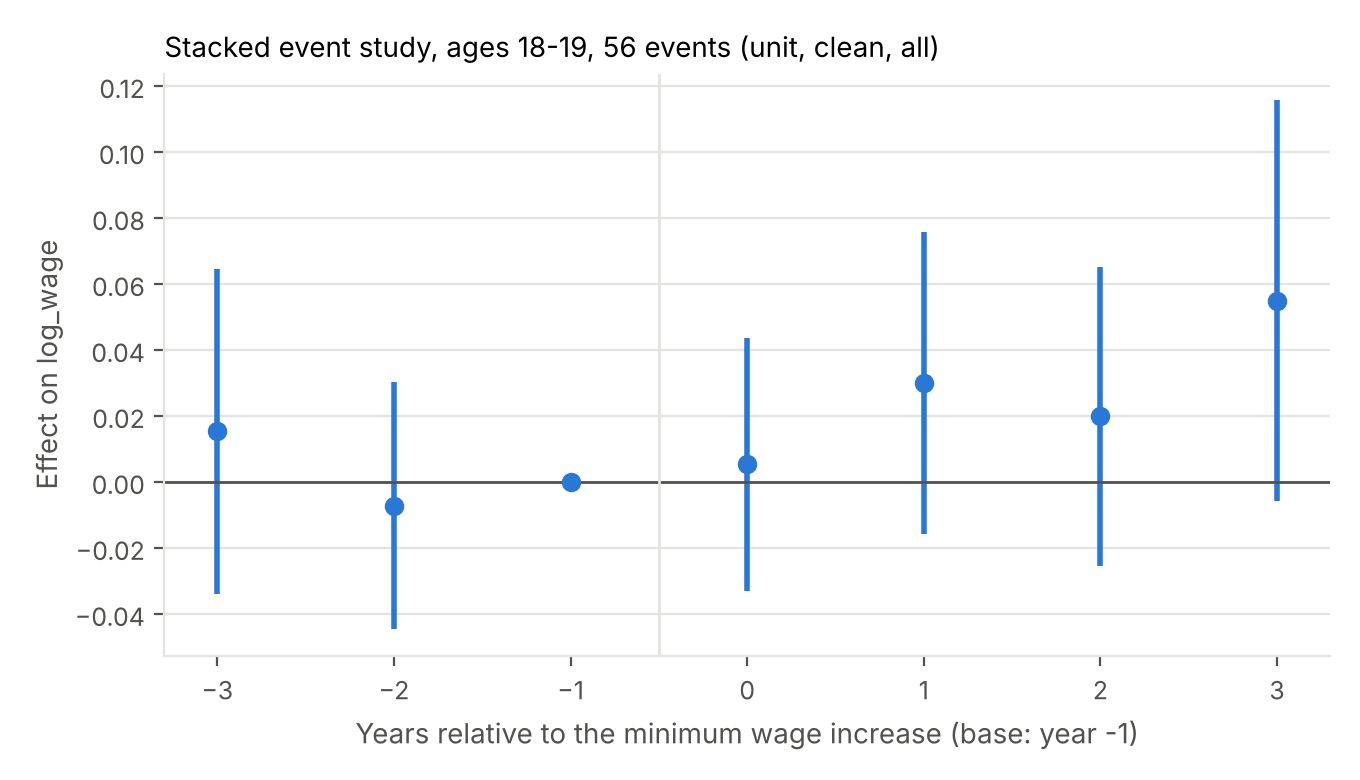 Stacked event study, ages 18-19, 56 events (unit, clean, all)
0.12
0.10
0.08
0.06
0.04
0.02
0.00
−0.02
−0.04
Effect on log_wage
−3 −2 −1 0 1 2 3
Years relative to the minimum wage increase (base: year -1)